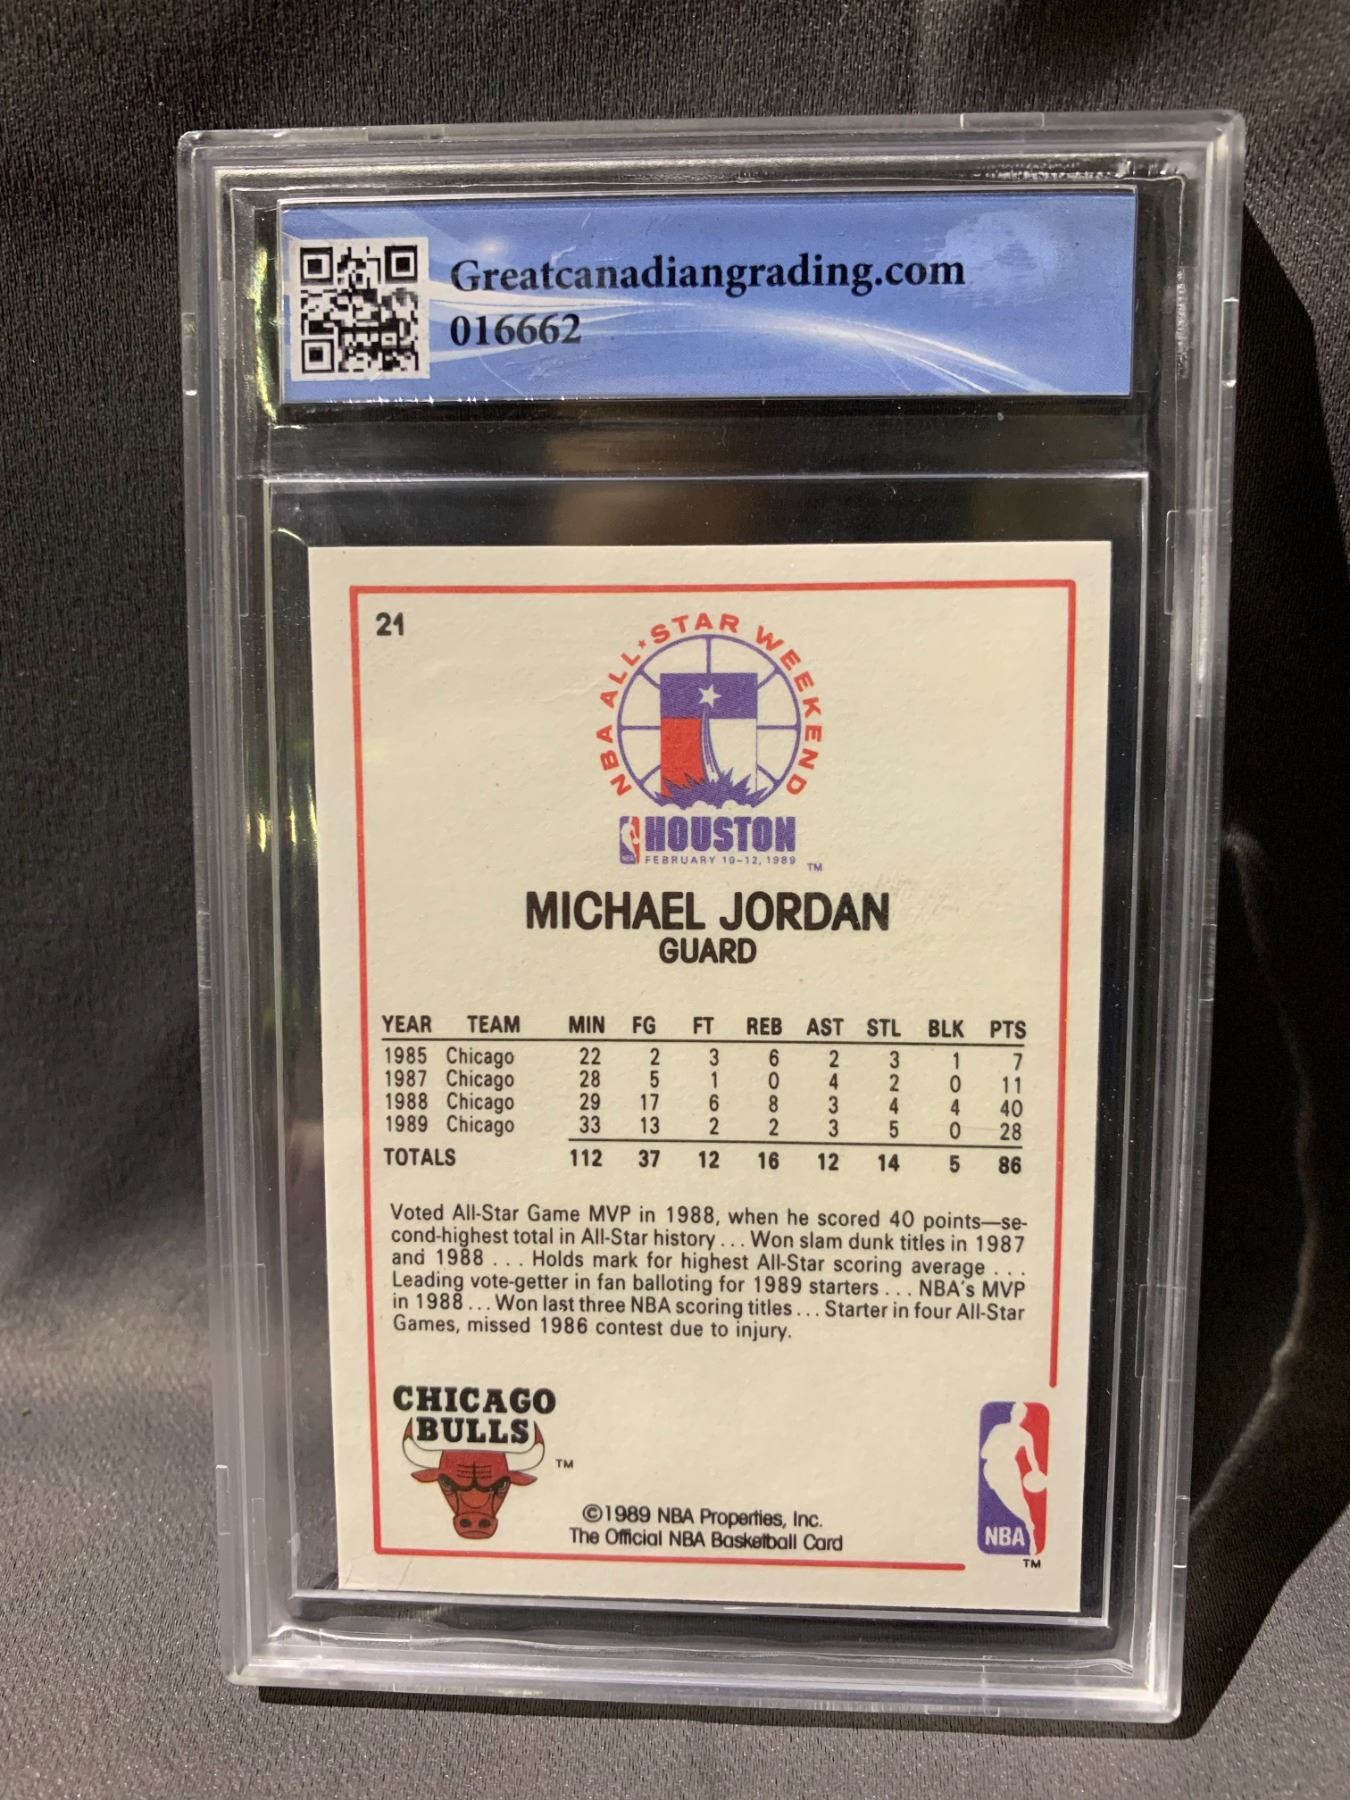 Greatcanadiangrading.com
016662
21
NBA ALL★STAR WEEKEND
HOUSTON
NBA
FEBRUARY 10-12, 1989 ™
MICHAEL JORDAN
GUARD
YEAR TEAM MIN FG FT REB AST STL BLK PTS
1985 Chicago 22 2 3 6 2 3 1 7
1987 Chicago 28 5 1 0 4 2 0 11
1988 Chicago 29 17 6 8 3 4 4 40
1989 Chicago 33 13 2 2 3 5 0 28
TOTALS 112 37 12 16 12 14 5 86
Voted All-Star Game MVP in 1988, when he scored 40 points—se-
cond-highest total in All-Star history . . . Won slam dunk titles in 1987
and 1988 . . . Holds mark for highest All-Star scoring average . . .
Leading vote-getter in fan balloting for 1989 starters . . . NBA's MVP
in 1988 . . . Won last three NBA scoring titles . . . Starter in four All-Star
Games, missed 1986 contest due to injury.
CHICAGO
BULLS
™
©1989 NBA Properties, Inc.
The Official NBA Basketball Card
NBA
™